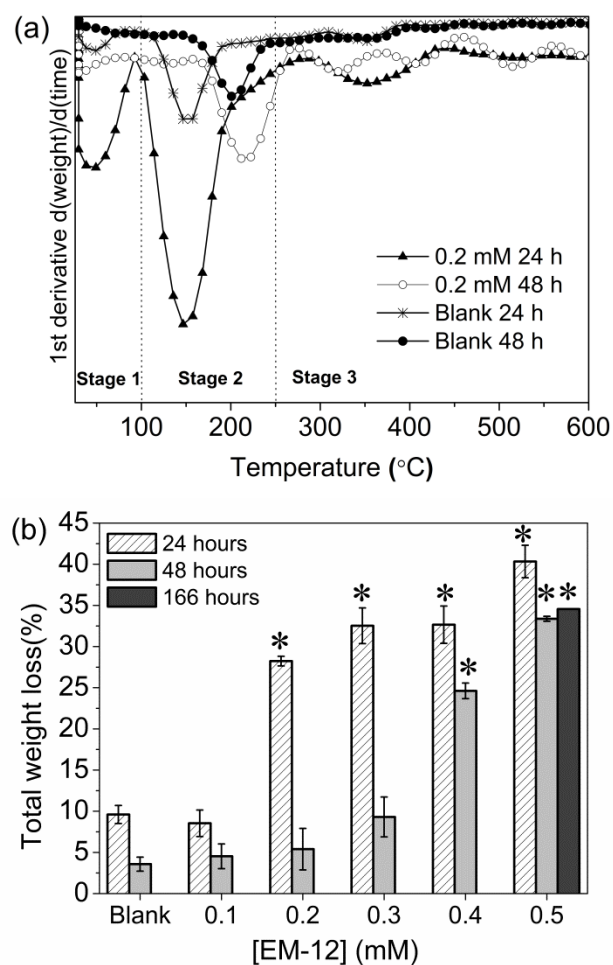 (a)
1st derivative d(weight)/d(time)
0.2 mM 24 h
0.2 mM 48 h
Blank 24 h
Blank 48 h
Stage 1 Stage 2 Stage 3
100 200 300 400 500 600
Temperature (°C)
(b)
45
40
35
30
25
20
15
10
5
0
Total weight loss(%)
24 hours
48 hours
166 hours
* * * * * * *
Blank 0.1 0.2 0.3 0.4 0.5
[EM-12] (mM)